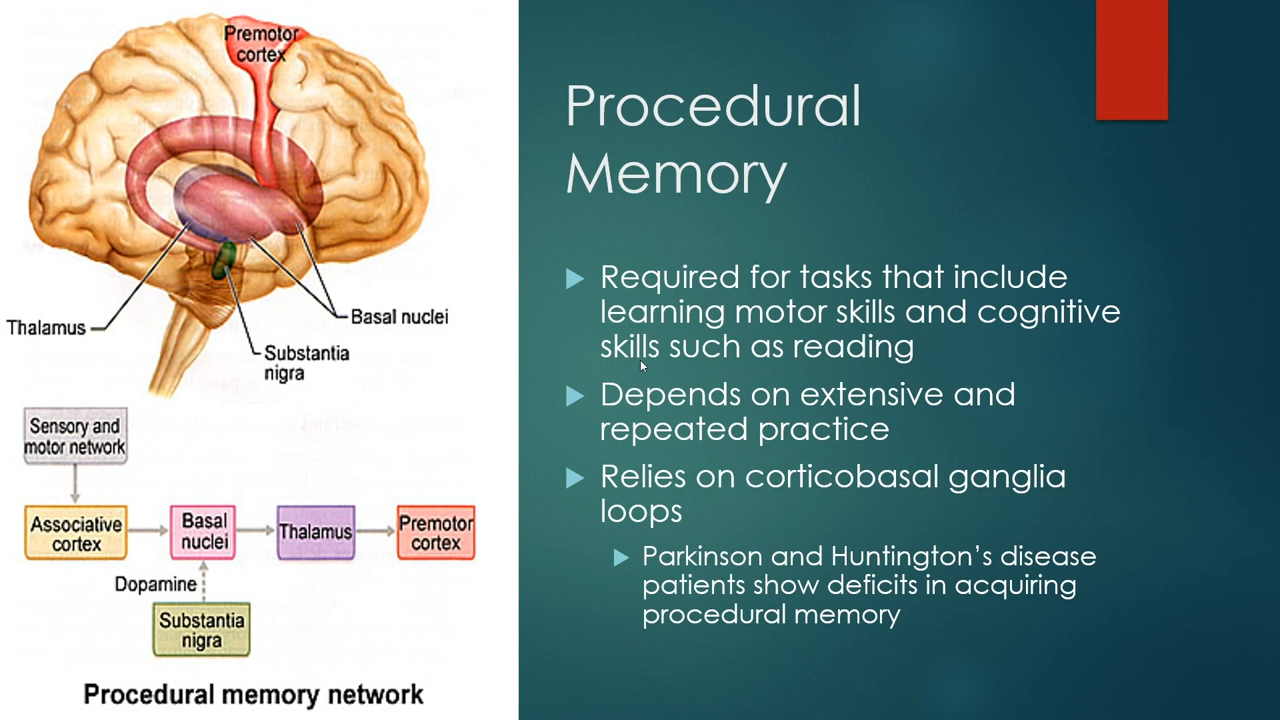 Premotor
cortex
Thalamus
Basal nuclei
Substantia
nigra
Sensory and
motor network
Associative
cortex
Basal
nuclei
Thalamus
Premotor
cortex
Dopamine
Substantia
nigra
Procedural memory network
Procedural
Memory
Required for tasks that include
learning motor skills and cognitive
skills such as reading
Depends on extensive and
repeated practice
Relies on corticobasal ganglia
loops
Parkinson and Huntington’s disease
patients show deficits in acquiring
procedural memory